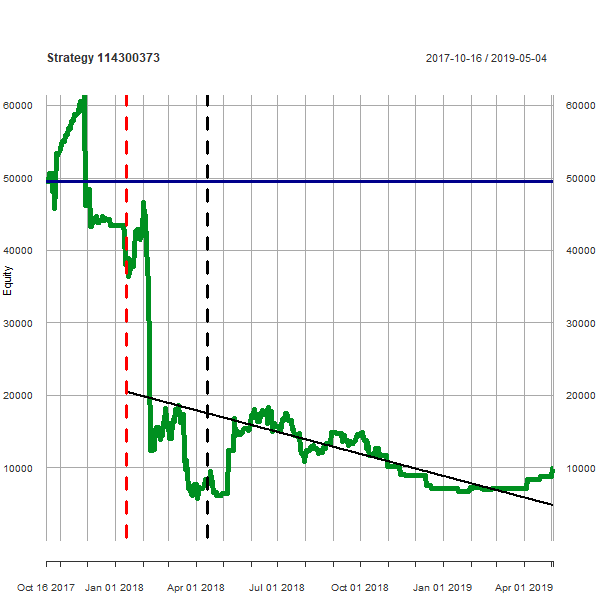 Strategy 114300373 2017-10-16 / 2019-05-04
60000 60000
50000 50000
40000 40000
Equity
30000 30000
20000 20000
10000 10000
Oct 16 2017 Jan 01 2018 Apr 01 2018 Jul 01 2018 Oct 01 2018 Jan 01 2019 Apr 01 2019